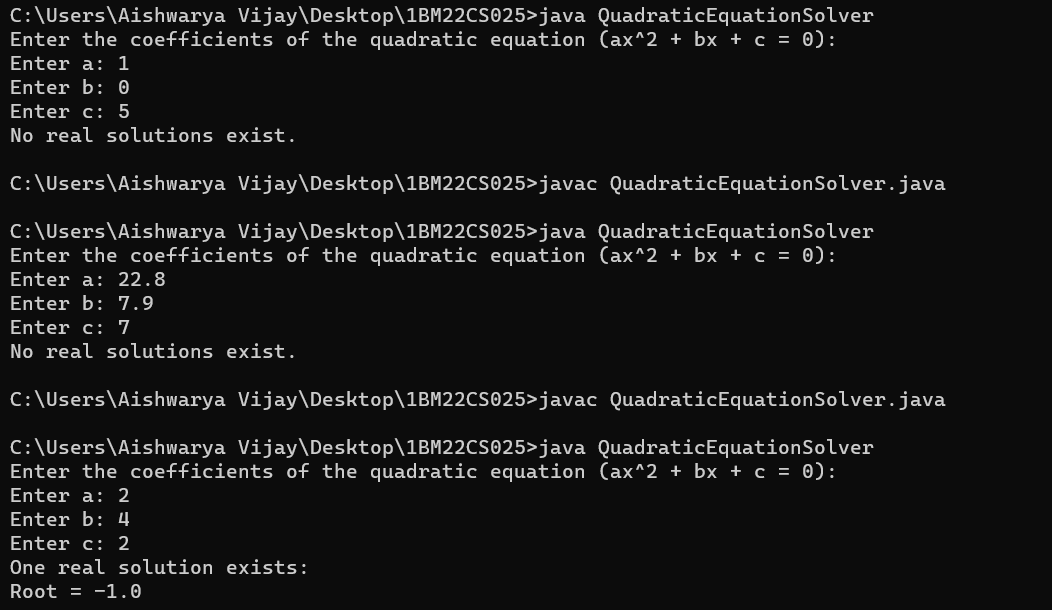 C:\Users\Aishwarya Vijay\Desktop\1BM22CS025>java QuadraticEquationSolver
Enter the coefficients of the quadratic equation (ax^2 + bx + c = 0):
Enter a: 1
Enter b: 0
Enter c: 5
No real solutions exist.
C:\Users\Aishwarya Vijay\Desktop\1BM22CS025>javac QuadraticEquationSolver.java
C:\Users\Aishwarya Vijay\Desktop\1BM22CS025>java QuadraticEquationSolver
Enter the coefficients of the quadratic equation (ax^2 + bx + c = 0):
Enter a: 22.8
Enter b: 7.9
Enter c: 7
No real solutions exist.
C:\Users\Aishwarya Vijay\Desktop\1BM22CS025>javac QuadraticEquationSolver.java
C:\Users\Aishwarya Vijay\Desktop\1BM22CS025>java QuadraticEquationSolver
Enter the coefficients of the quadratic equation (ax^2 + bx + c = 0):
Enter a: 2
Enter b: 4
Enter c: 2
One real solution exists:
Root = -1.0